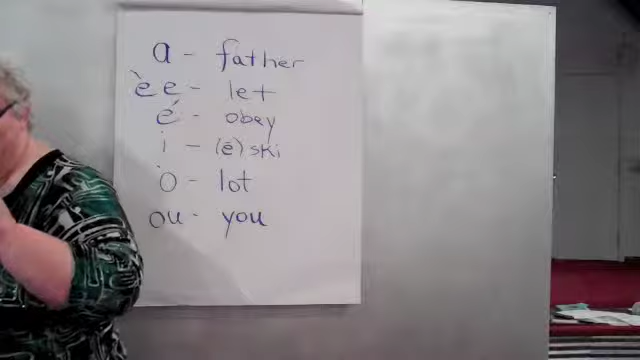 a - father
è e - let
é - obey
i - (ē) ski
ò - lot
ou - you